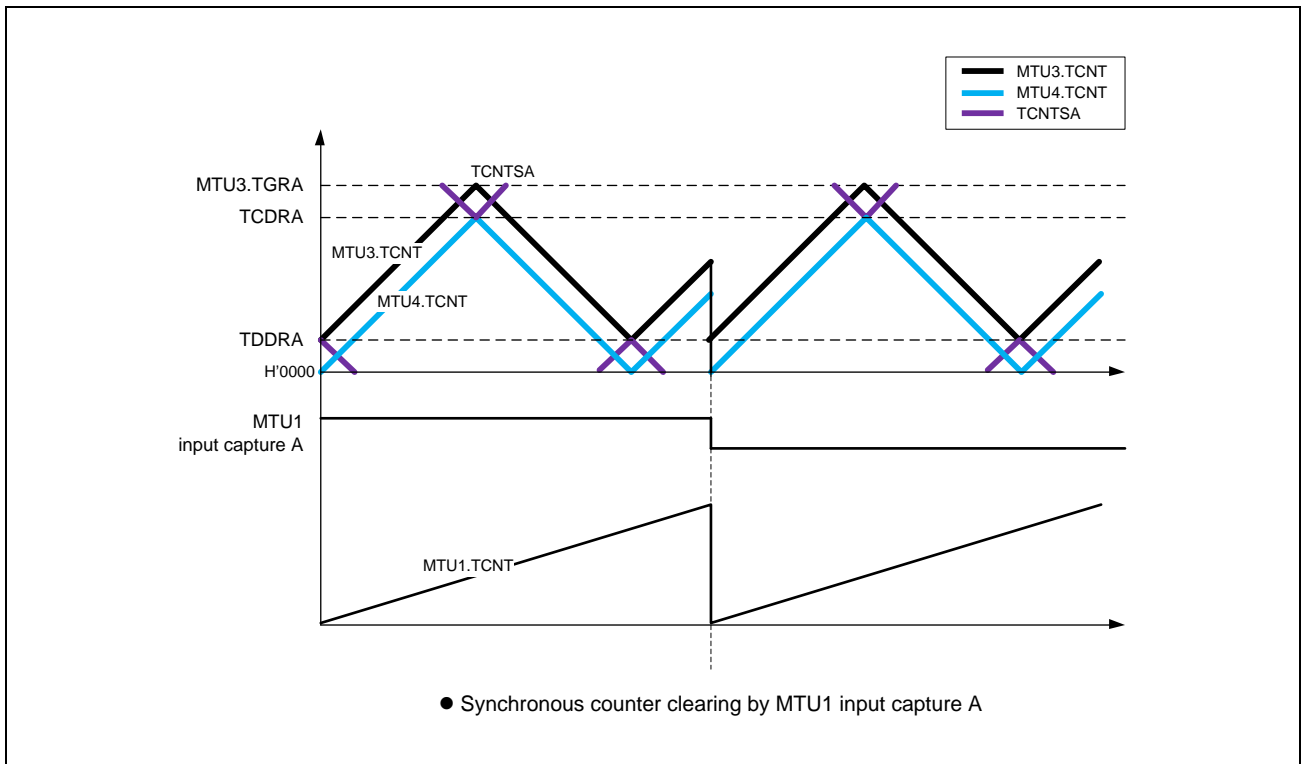 MTU3.TCNT
MTU4.TCNT
TCNTSA
TCNTSA
MTU3.TGRA
TCDRA
MTU3.TCNT
MTU4.TCNT
TDDRA
H'0000
MTU1
input capture A
MTU1.TCNT
● Synchronous counter clearing by MTU1 input capture A